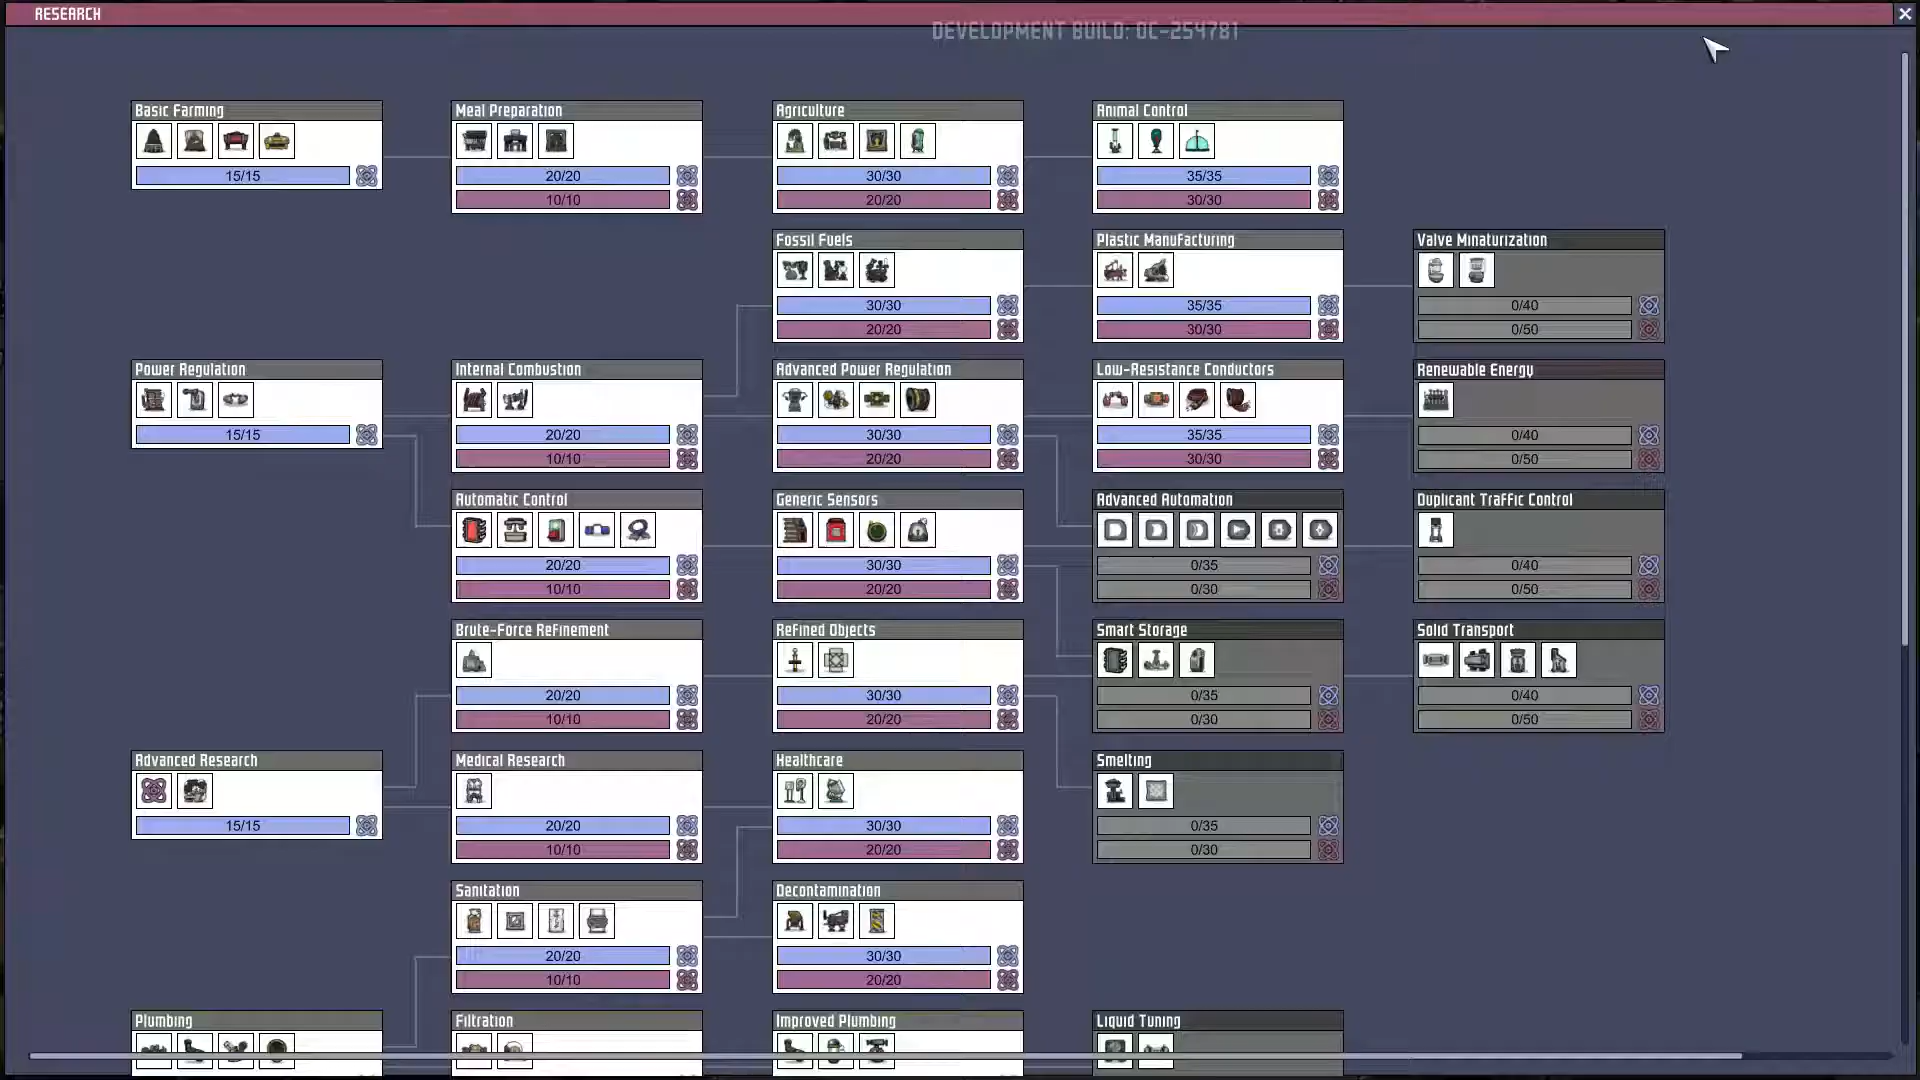 RESEARCH
DEVELOPMENT BUILD: OC-254781
Basic Farming
Meal Preparation
Agriculture
Animal Control
15/15
20/20
30/30
35/35
10/10
20/20
30/30
Fossil Fuels
Plastic Manufacturing
Valve Minaturization
30/30
35/35
0/40
20/20
30/30
0/50
Power Regulation
Internal Combustion
Advanced Power Regulation
Low-Resistance Conductors
Renewable Energy
15/15
20/20
30/30
35/35
0/40
10/10
20/20
30/30
0/50
Automatic Control
Generic Sensors
Advanced Automation
Duplicant Traffic Control
20/20
30/30
0/35
0/40
10/10
20/20
0/30
0/50
Brute-Force Refinement
Refined Objects
Smart Storage
Solid Transport
20/20
30/30
0/35
0/40
10/10
20/20
0/30
0/50
Advanced Research
Medical Research
Healthcare
Smelting
15/15
20/20
30/30
0/35
10/10
20/20
0/30
Sanitation
Decontamination
20/20
30/30
10/10
20/20
Plumbing
Filtration
Improved Plumbing
Liquid Tuning